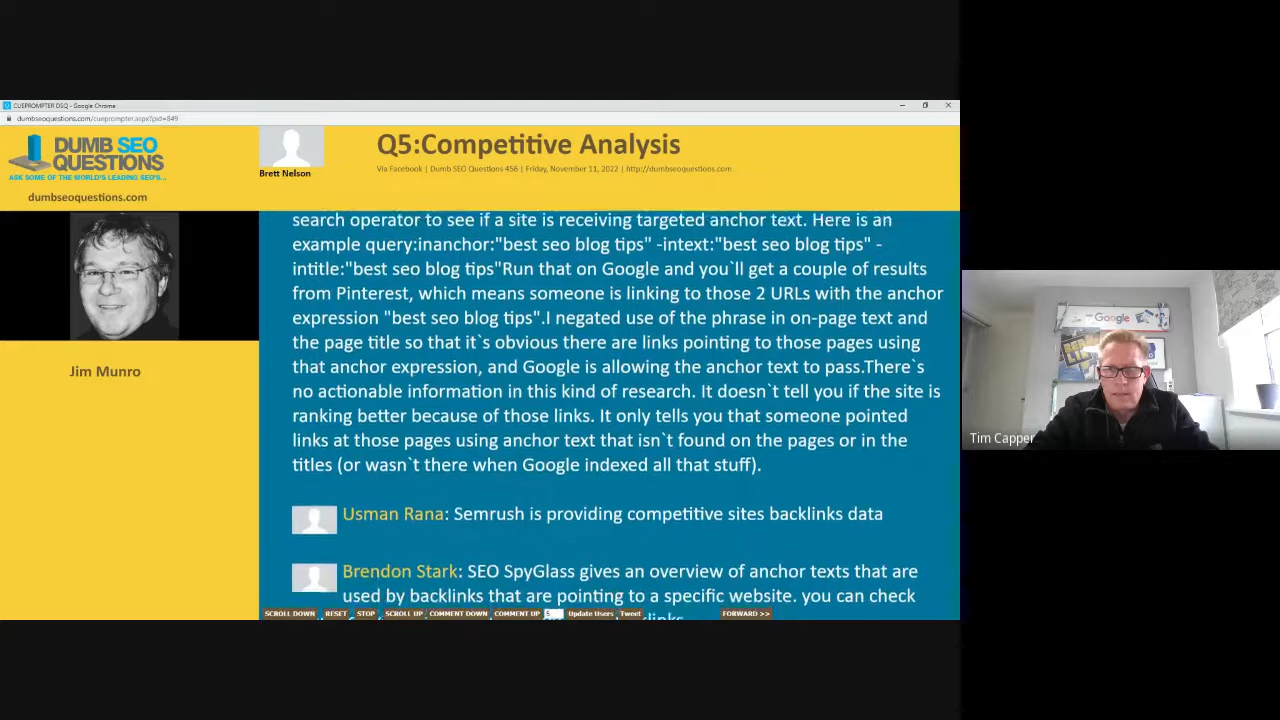 CUEPROMPTER DSQ - Google Chrome
dumbseoquestions.com/cueprompter.aspx?pid=849
DUMB SEO
QUESTIONS
ASK SOME OF THE WORLD'S LEADING SEO'S...
dumbseoquestions.com
Brett Nelson
Q5:Competitive Analysis
Via Facebook | Dumb SEO Questions 456 | Friday, November 11, 2022 | http://dumbseoquestions.com
Jim Munro
search operator to see if a site is receiving targeted anchor text. Here is an
example query:inanchor:"best seo blog tips" -intext:"best seo blog tips" -
intitle:"best seo blog tips"Run that on Google and you`ll get a couple of results
from Pinterest, which means someone is linking to those 2 URLs with the anchor
expression "best seo blog tips".I negated use of the phrase in on-page text and
the page title so that it`s obvious there are links pointing to those pages using
that anchor expression, and Google is allowing the anchor text to pass.There`s
no actionable information in this kind of research. It doesn`t tell you if the site is
ranking better because of those links. It only tells you that someone pointed
links at those pages using anchor text that isn`t found on the pages or in the
titles (or wasn`t there when Google indexed all that stuff).
Usman Rana: Semrush is providing competitive sites backlinks data
Brendon Stark: SEO SpyGlass gives an overview of anchor texts that are
used by backlinks that are pointing to a specific website. you can check
SCROLL DOWN RESET STOP SCROLL UP COMMENT DOWN COMMENT UP 5 Update Users Tweet FORWARD >>
Google
Tim Capper